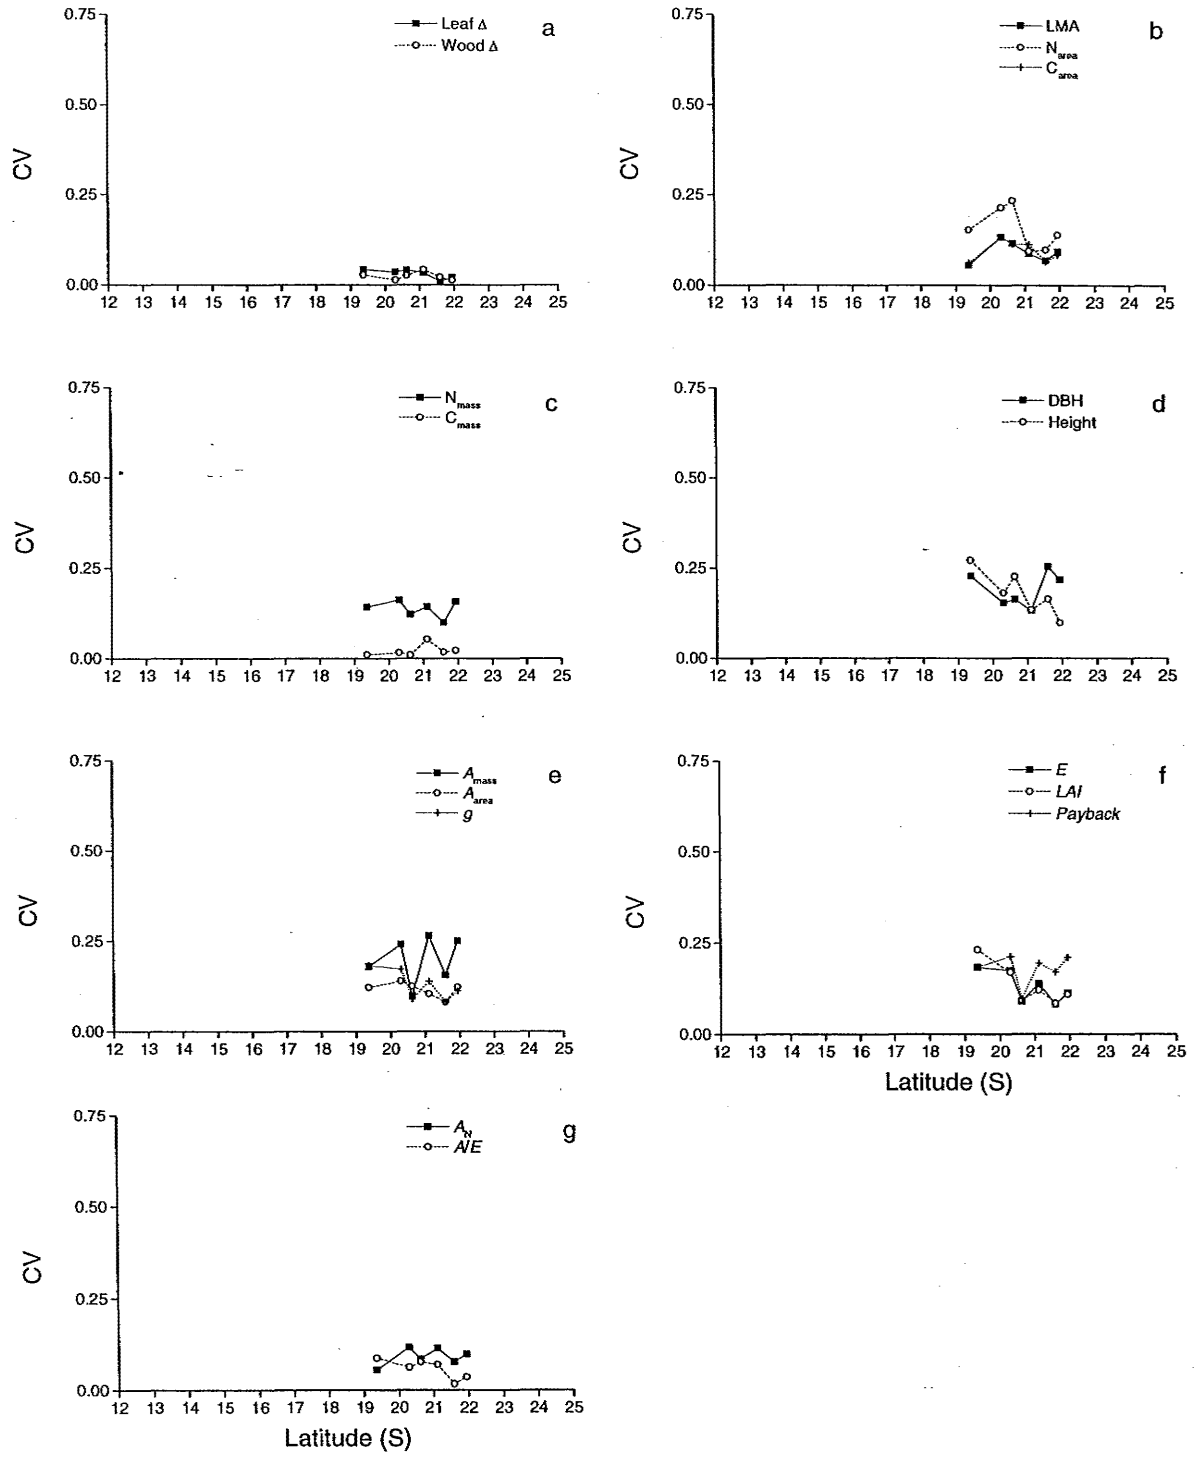 a
Leaf Δ
Wood Δ
CV
0.75
0.50
0.25
0.00
12 13 14 15 16 17 18 19 20 21 22 23 24 25
b
LMA
N area
C area
CV
0.75
0.50
0.25
0.00
12 13 14 15 16 17 18 19 20 21 22 23 24 25
c
N mass
C mass
CV
0.75
0.50
0.25
0.00
12 13 14 15 16 17 18 19 20 21 22 23 24 25
d
DBH
Height
CV
0.75
0.50
0.25
0.00
12 13 14 15 16 17 18 19 20 21 22 23 24 25
e
A mass
A area
g
CV
0.75
0.50
0.25
0.00
12 13 14 15 16 17 18 19 20 21 22 23 24 25
f
E
LAI
Payback
CV
0.75
0.50
0.25
0.00
12 13 14 15 16 17 18 19 20 21 22 23 24 25
Latitude (S)
g
A N
A/E
CV
0.75
0.50
0.25
0.00
12 13 14 15 16 17 18 19 20 21 22 23 24 25
Latitude (S)